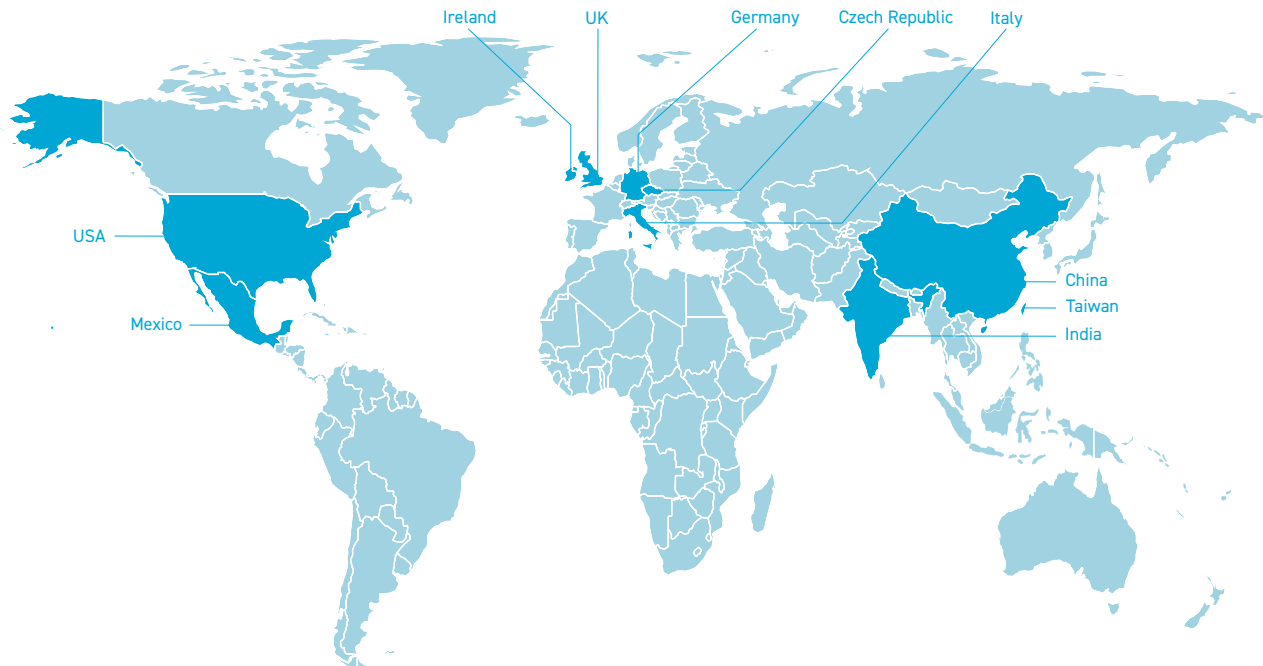 Ireland
UK
Germany
Czech Republic
Italy
USA
China
Taiwan
Mexico
India